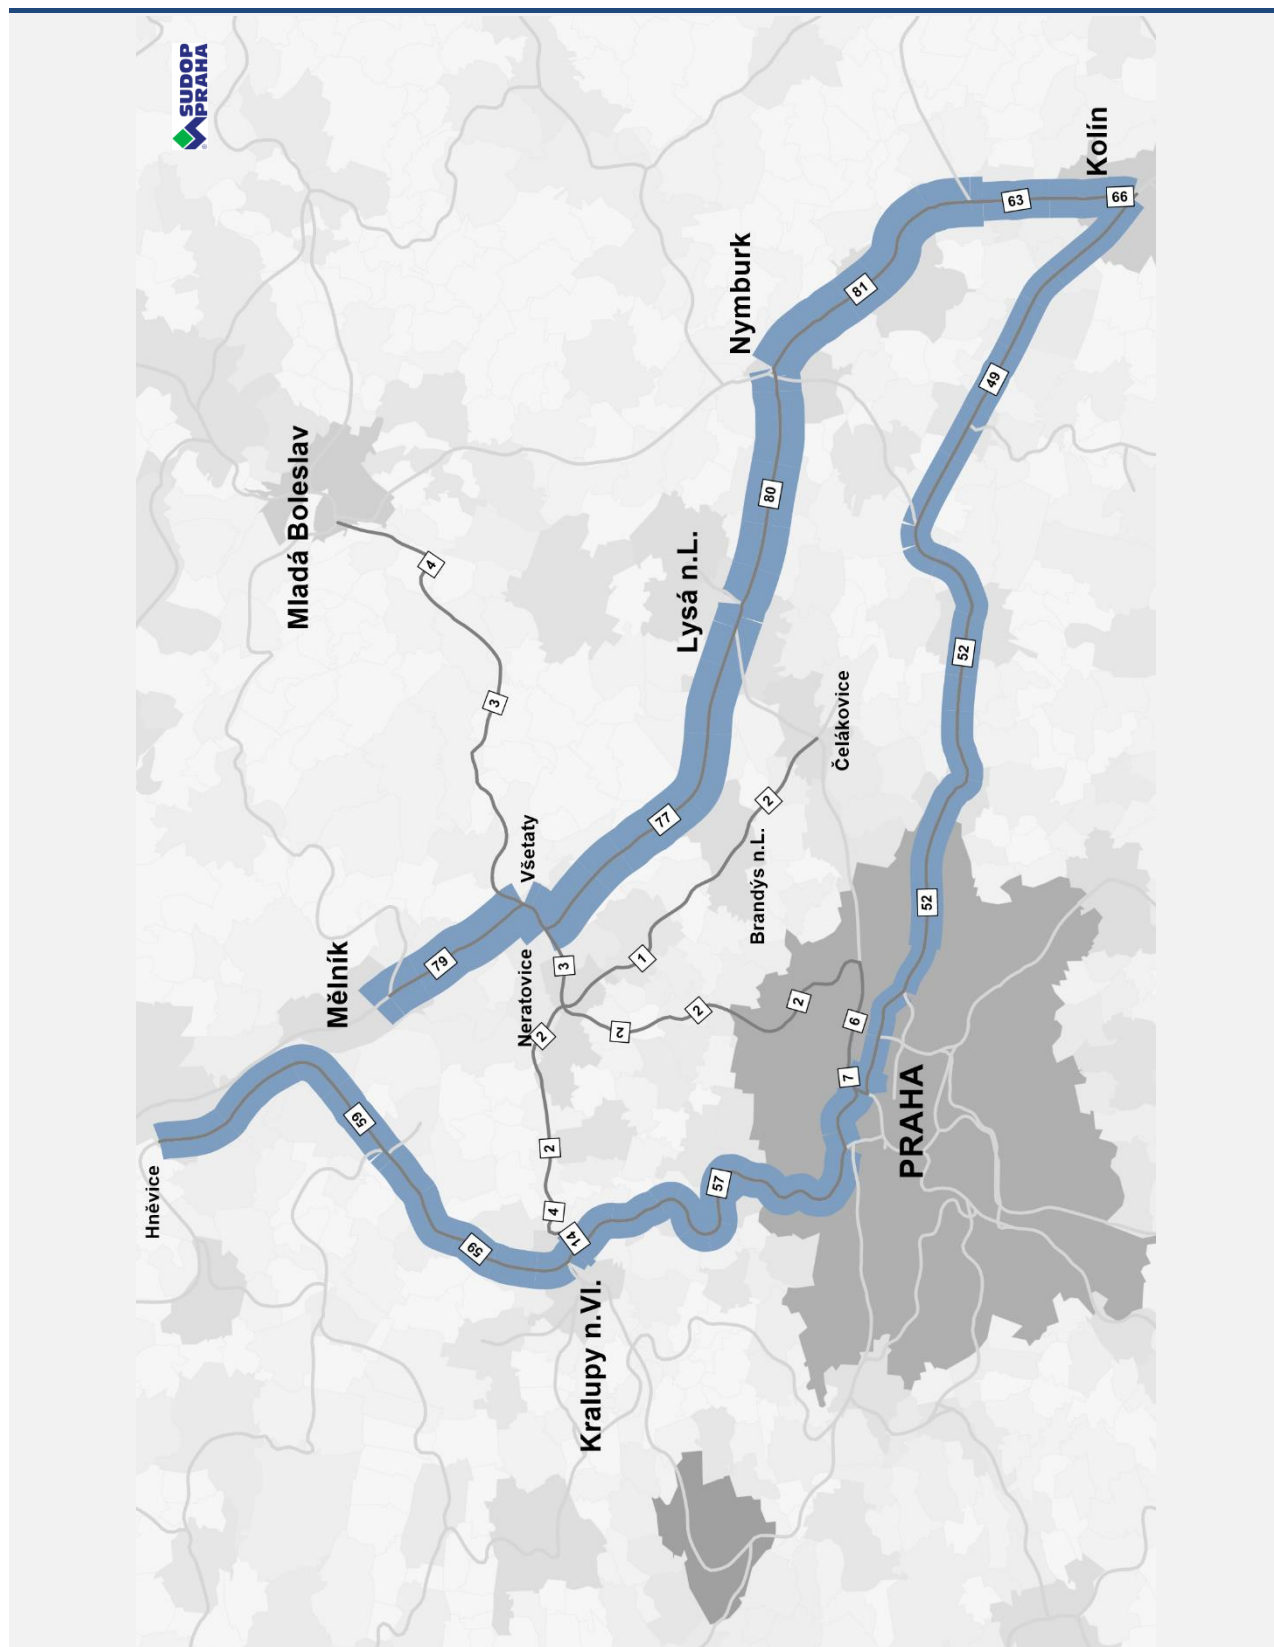 Hněvice
SUDOP
PRAHA
Mladá Boleslav
Mělník
59
4
79
59
3
Neratovice
Všetaty
2
2
4
3
14
Kralupy n.Vl.
2
1
77
Lysá n.L.
2
57
Nymburk
Brandýs n.L.
2
80
2
Čelákovice
7
6
81
PRAHA
52
52
49
63
Kolín
66